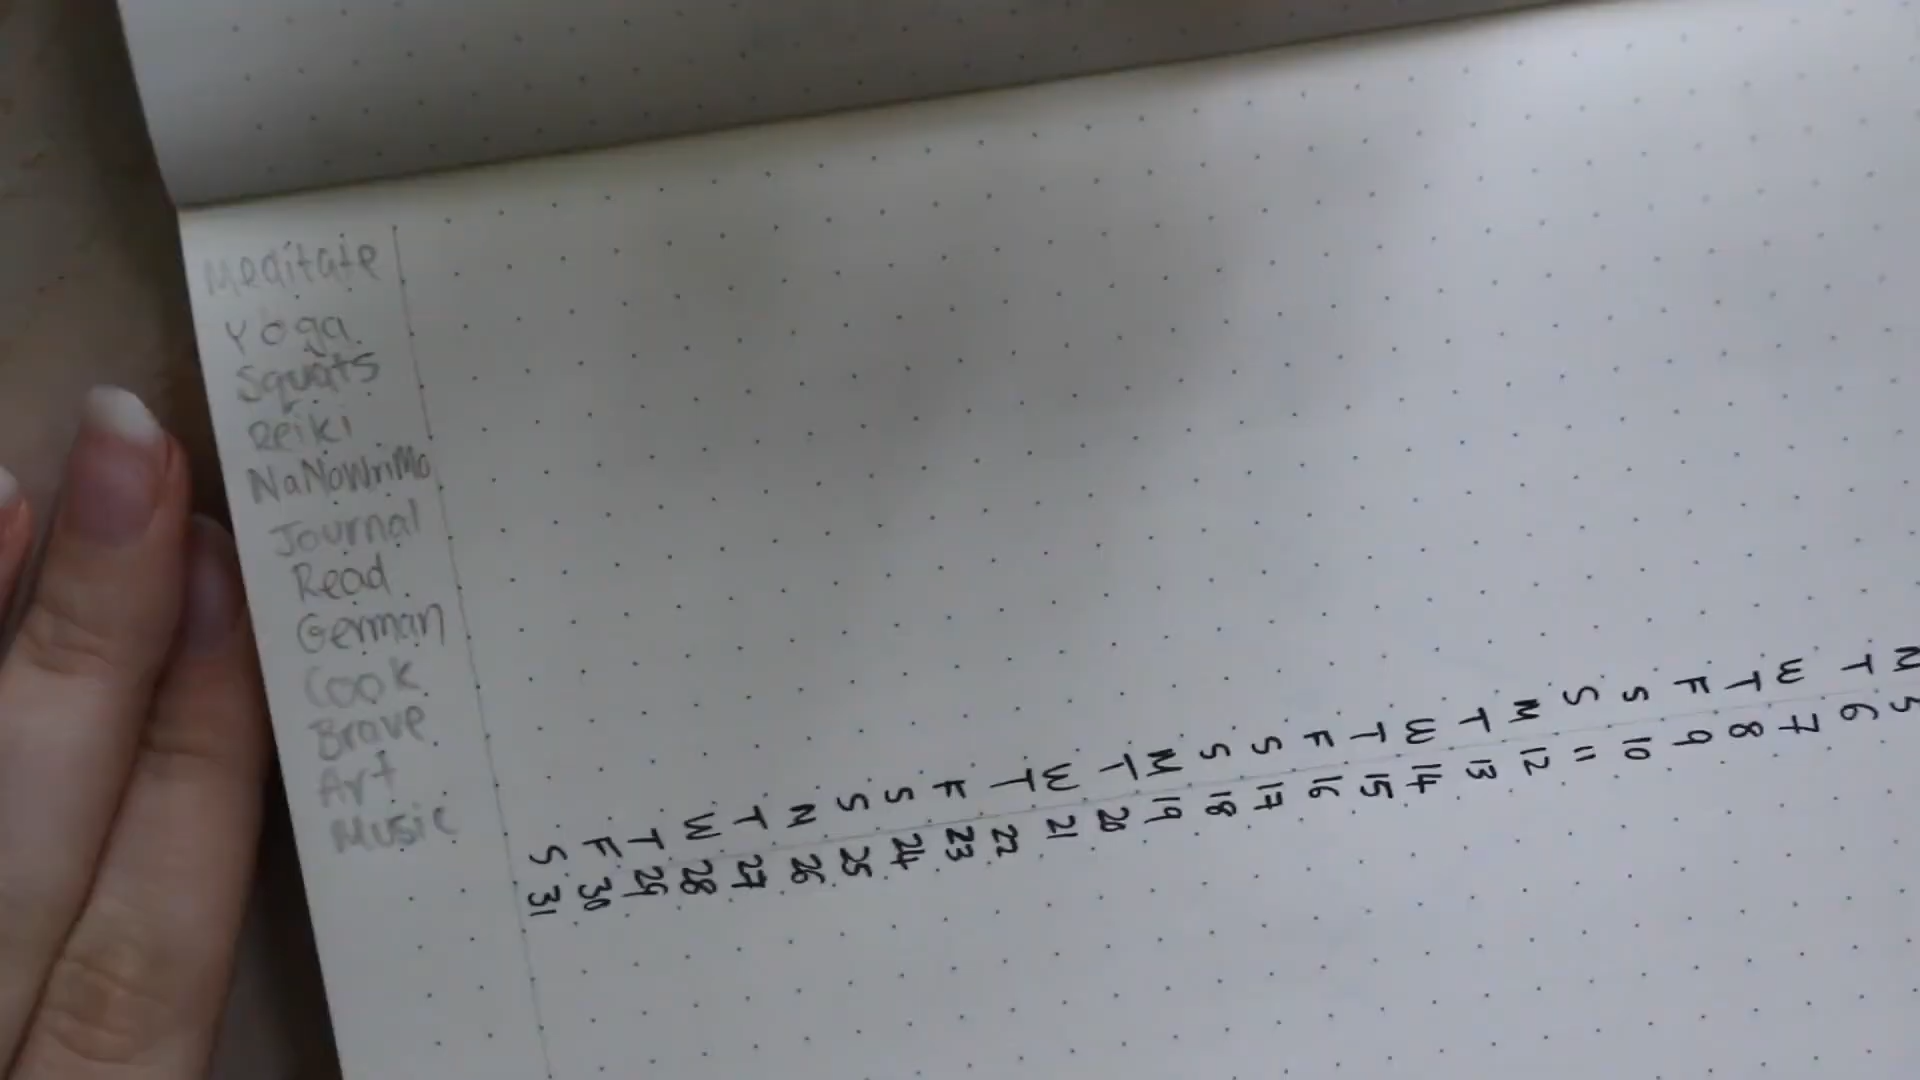 Meditate
Yoga
Squats
Reiki
NaNoWriMo
Journal
Read
German
Cook
Brave
Art
Music
M 5
T 6
W 7
T 8
F 9
S 10
S 11
M 12
T 13
W 14
T 15
F 16
S 17
S 18
M 19
T 20
W 21
T 22
F 23
S 24
S 25
M 26
T 27
W 28
T 29
F 30
S 31